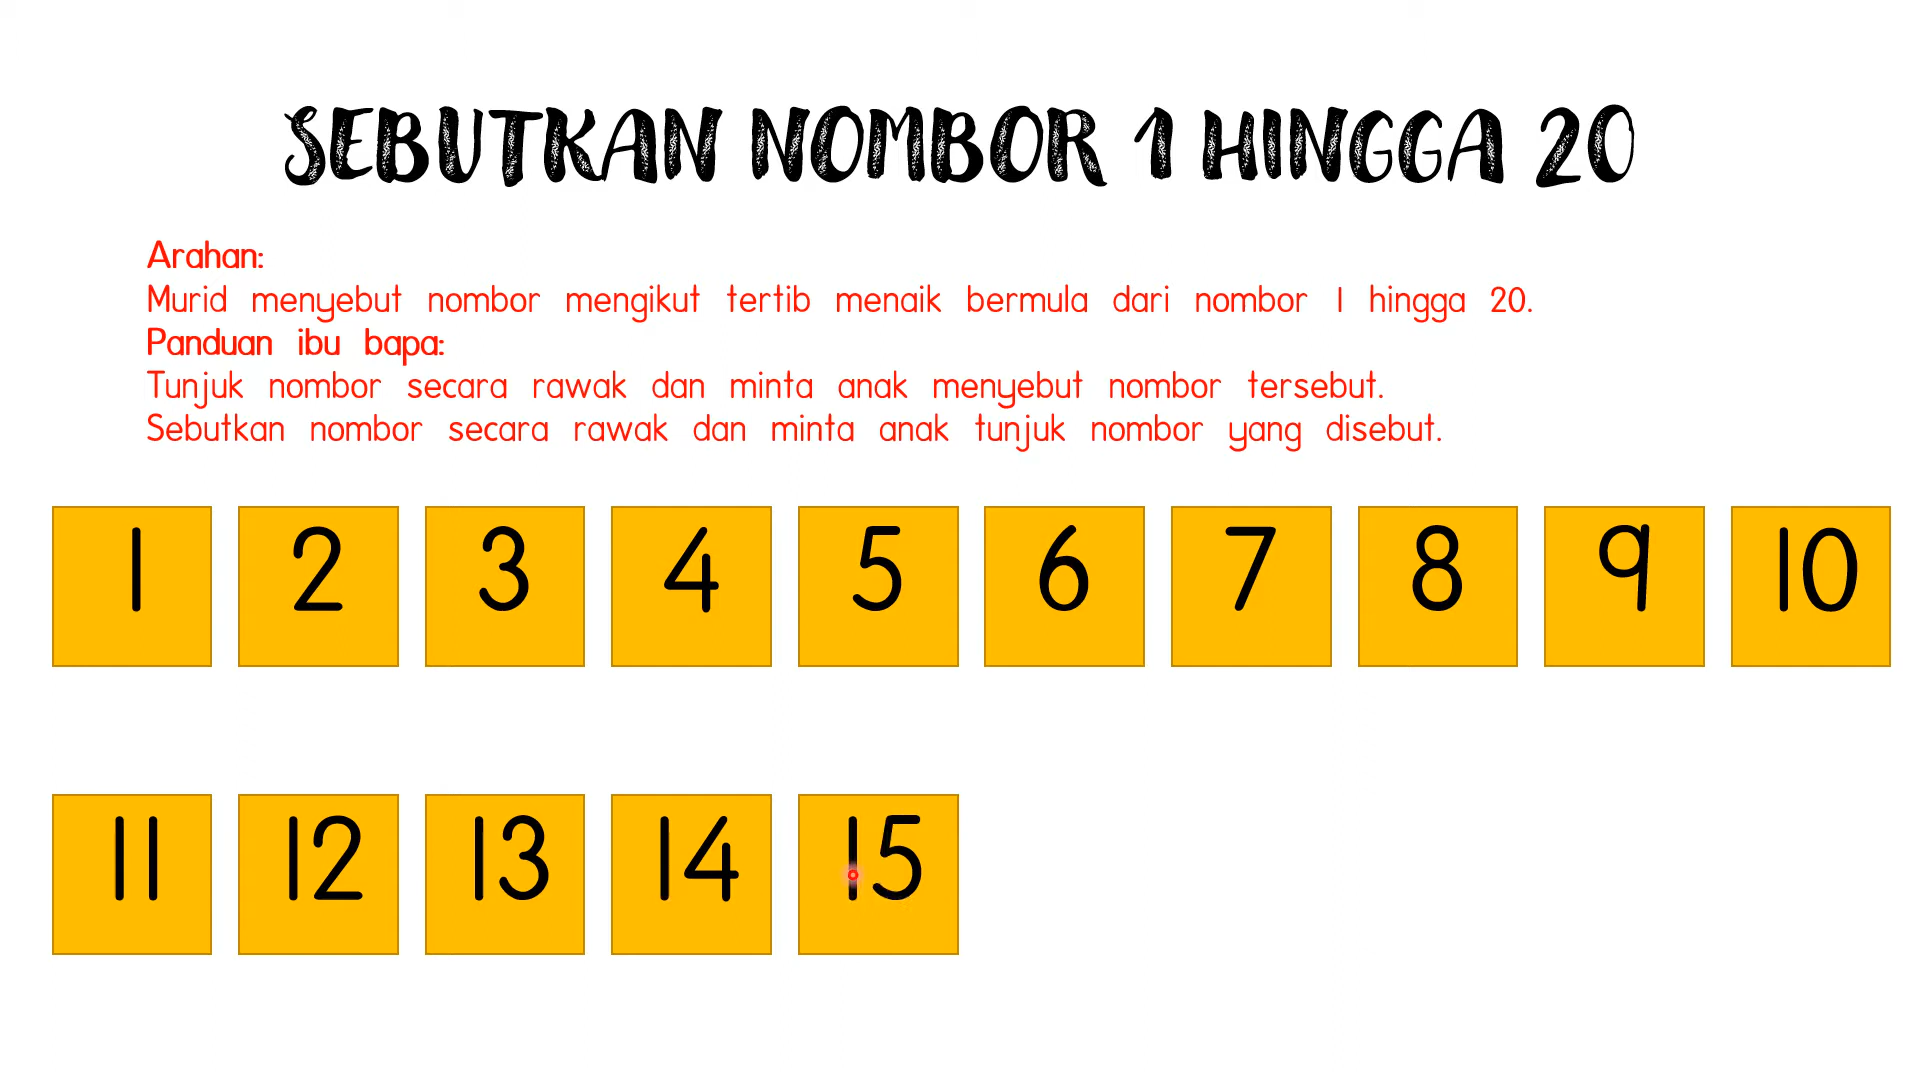 SEBUTKAN NOMBOR 1 HINGGA 20
Arahan:
Murid menyebut nombor mengikut tertib menaik bermula dari nombor 1 hingga 20.
Panduan ibu bapa:
Tunjuk nombor secara rawak dan minta anak menyebut nombor tersebut.
Sebutkan nombor secara rawak dan minta anak tunjuk nombor yang disebut.
1 2 3 4 5 6 7 8 9 10
11 12 13 14 15